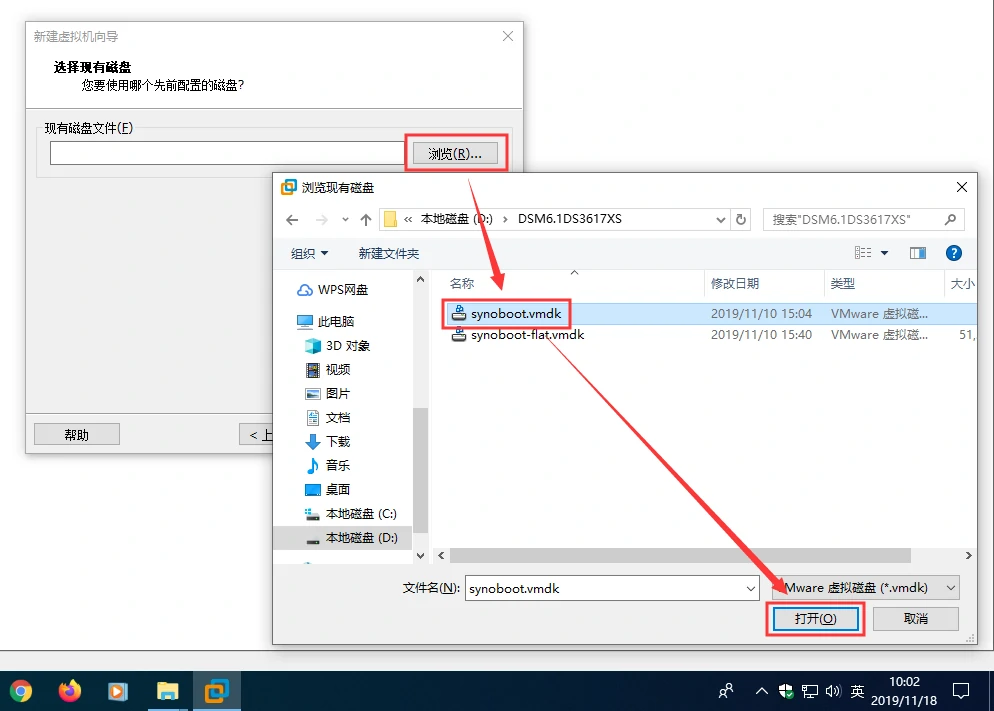 新建虚拟机向导
选择现有磁盘
您要使用哪个先前配置的磁盘?
现有磁盘文件(F)
浏览(R)...
帮助
< 上
浏览现有磁盘
« 本地磁盘 (D:) › DSM6.1DS3617XS
搜索"DSM6.1DS3617XS"
组织 新建文件夹
名称 修改日期 类型 大小
WPS网盘
此电脑
3D 对象
视频
图片
文档
下载
音乐
桌面
本地磁盘 (C:)
本地磁盘 (D:)
synoboot.vmdk 2019/11/10 15:04 VMware 虚拟磁...
synoboot-flat.vmdk 2019/11/10 15:40 VMware 虚拟磁... 51,
文件名(N): synoboot.vmdk
Mware 虚拟磁盘 (*.vmdk)
打开(O) 取消
英
10:02
2019/11/18